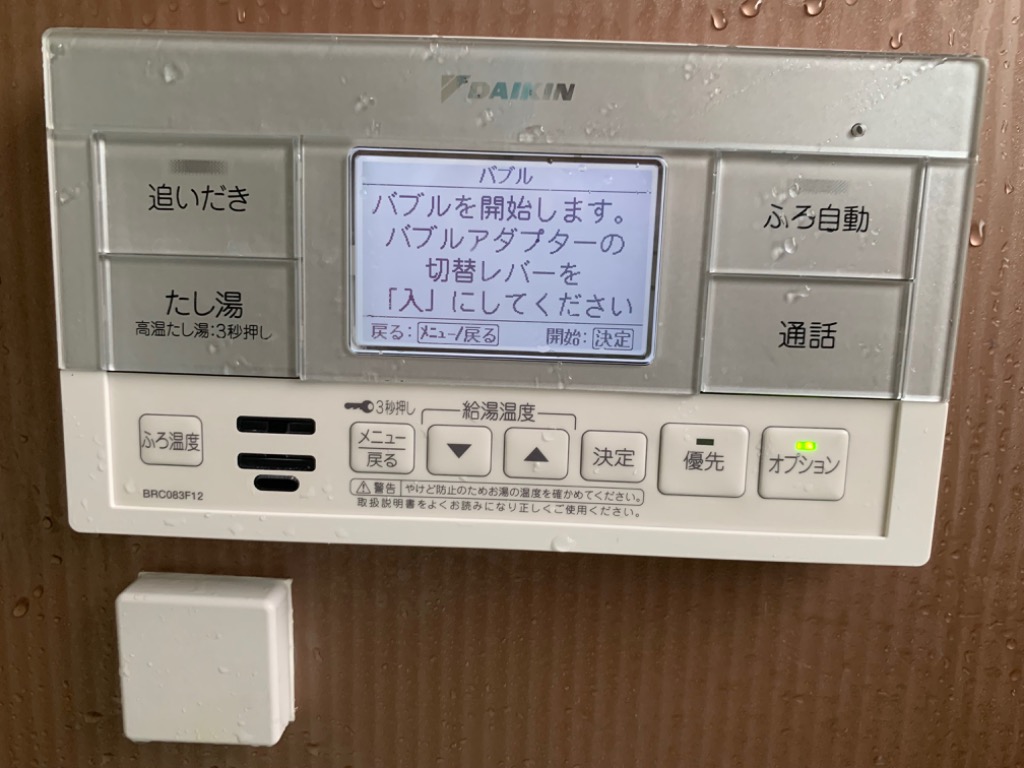 DAIKIN
追いだき
たし湯
高温たし湯:3秒押し
バブル
バブルを開始します。
バブルアダプターの
切替レバーを
「入」にしてください
戻る:メニュー/戻る 開始:決定
ふろ自動
通話
ふろ温度
3秒押し
給湯温度
メニュー
戻る
▼
▲
決定
優先
オプション
BRC083F12
警告 やけど防止のためお湯の温度を確かめてください。
取扱説明書をよくお読みになり正しくご使用ください。